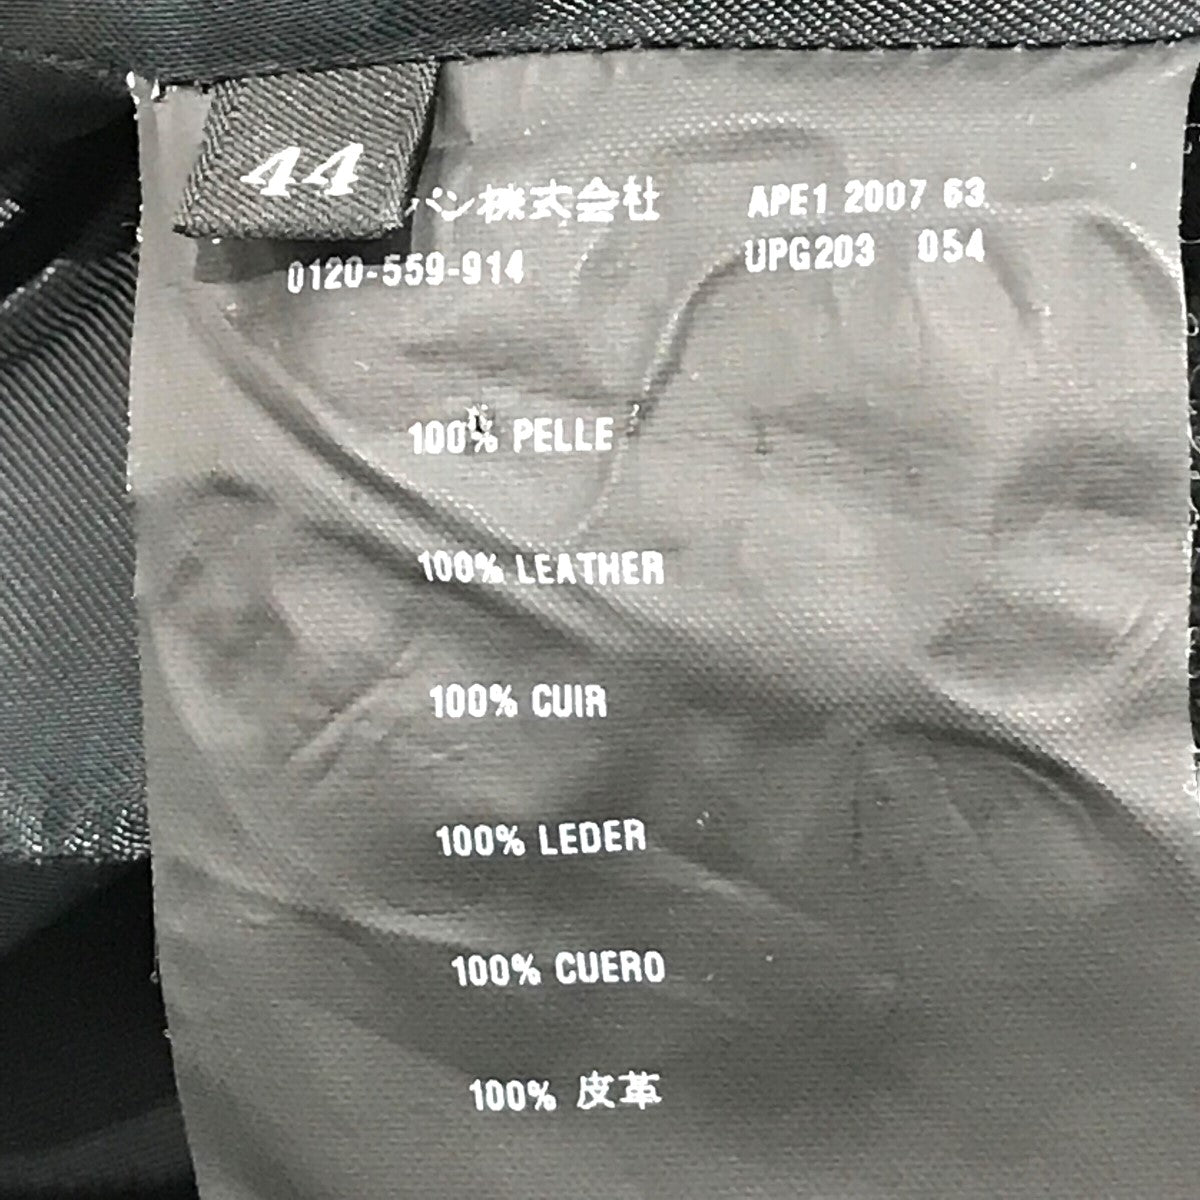 44
パン株式会社 APE1 2007 63
0120-559-914 UPG203 054
100% PELLE
100% LEATHER
100% CUIR
100% LEDER
100% CUERO
100% 皮革